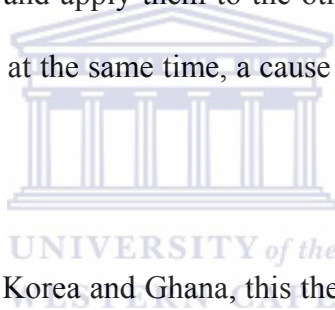 and apply them to the oth
at the same time, a cause
UNIVERSITY of the
Korea and Ghana, this the
WESTERN CAPE